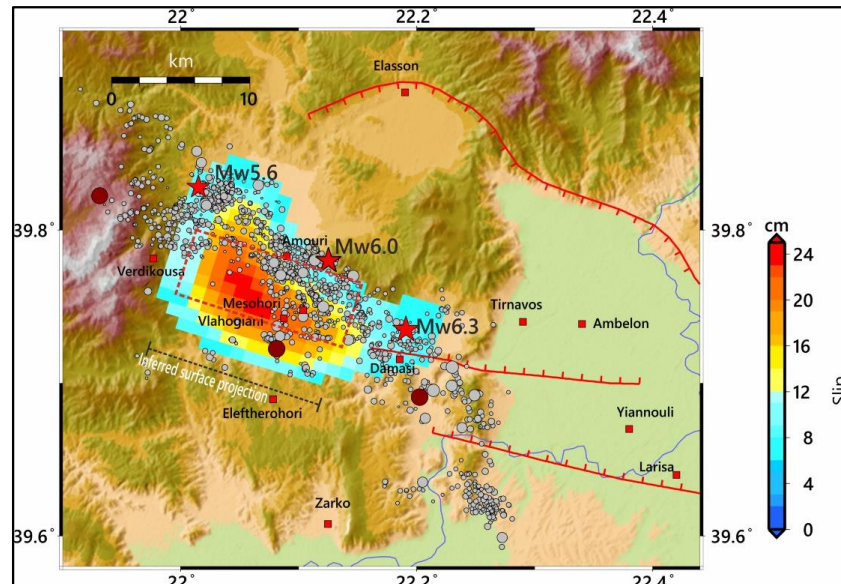 22° 22.2° 22.4°
km
0 10
Elasson
Mw5.6
39.8° 39.8°
Amouri
Mw6.0
Verdikousa
cm
24
20
16
12
8
4
0
Slip
Mesohori
Vlahogianni
Tirnavos
Ambelon
Mw6.3
Damasi
Inferred surface projection
Eleftherohori
Yiannouli
Larisa
Zarko
39.6° 39.6°
22° 22.2° 22.4°